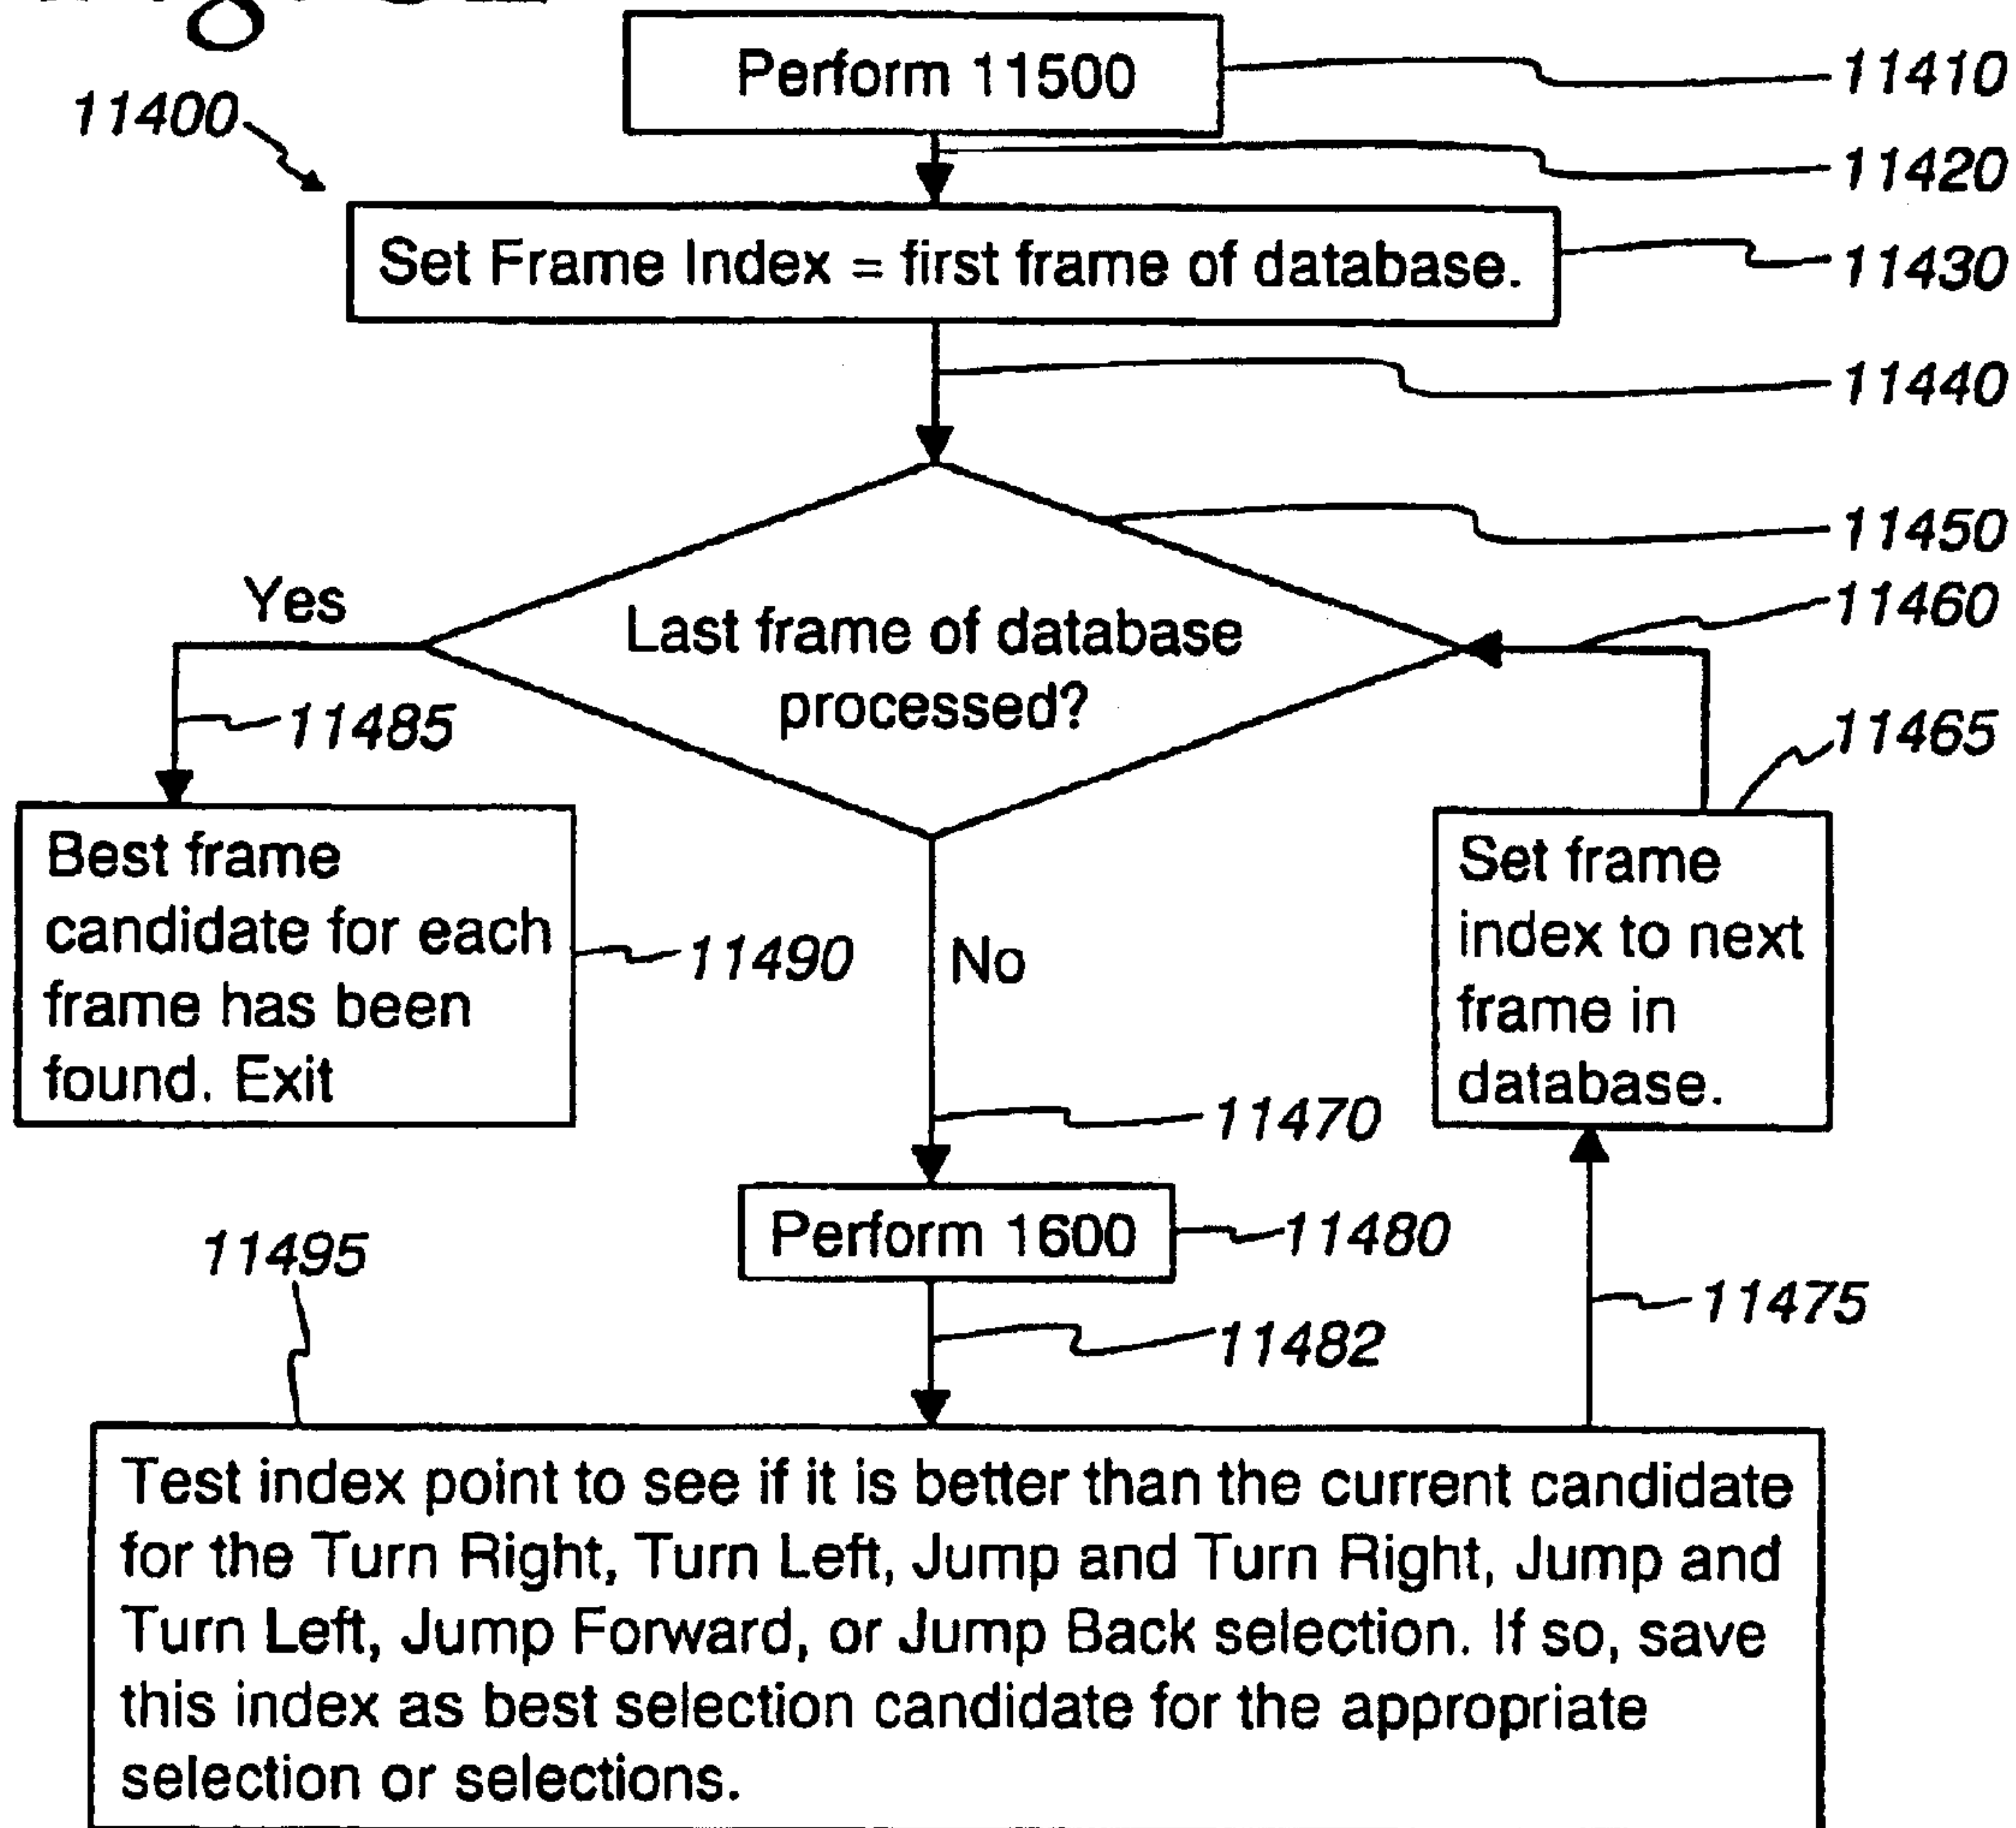 Perform 11500
11410
11400
11420
Set Frame Index = first frame of database.
11430
11440
11450
Yes
Last frame of database
processed?
11460
11485
11465
Best frame
candidate for each
frame has been
found. Exit
11490
No
Set frame
index to next
frame in
database.
11470
Perform 1600
11480
11495
11475
11482
Test index point to see if it is better than the current candidate
for the Turn Right, Turn Left, Jump and Turn Right, Jump and
Turn Left, Jump Forward, or Jump Back selection. If so, save
this index as best selection candidate for the appropriate
selection or selections.